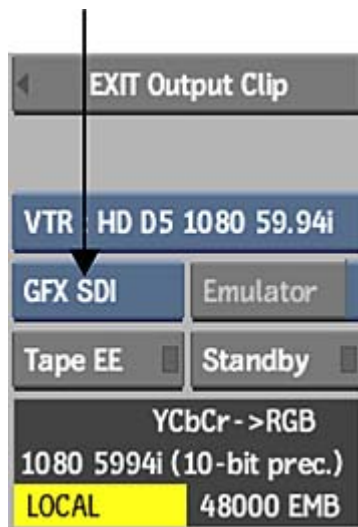 EXIT Output Clip
VTR : HD D5 1080 59.94i
GFX SDI Emulator
Tape EE Standby
YCbCr->RGB
1080 5994i (10-bit prec.)
LOCAL 48000 EMB